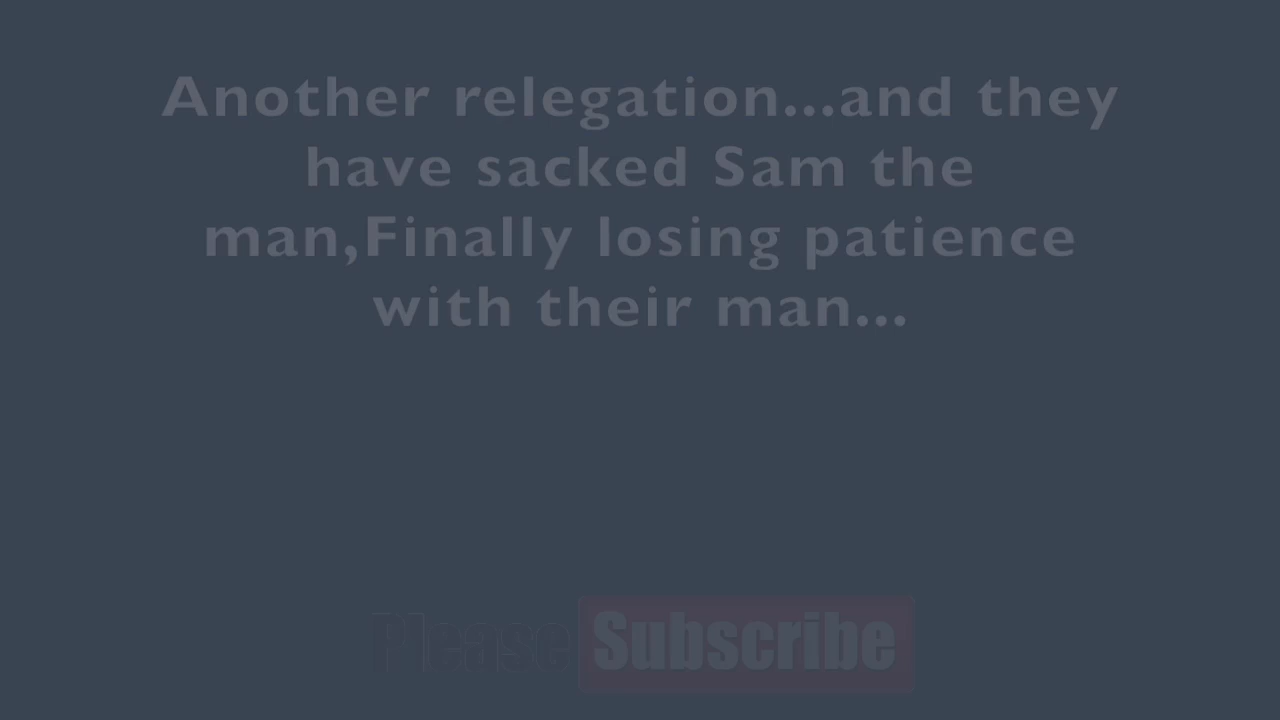 Another relegation...and they
have sacked Sam the
man,Finally losing patience
with their man...
Please Subscribe